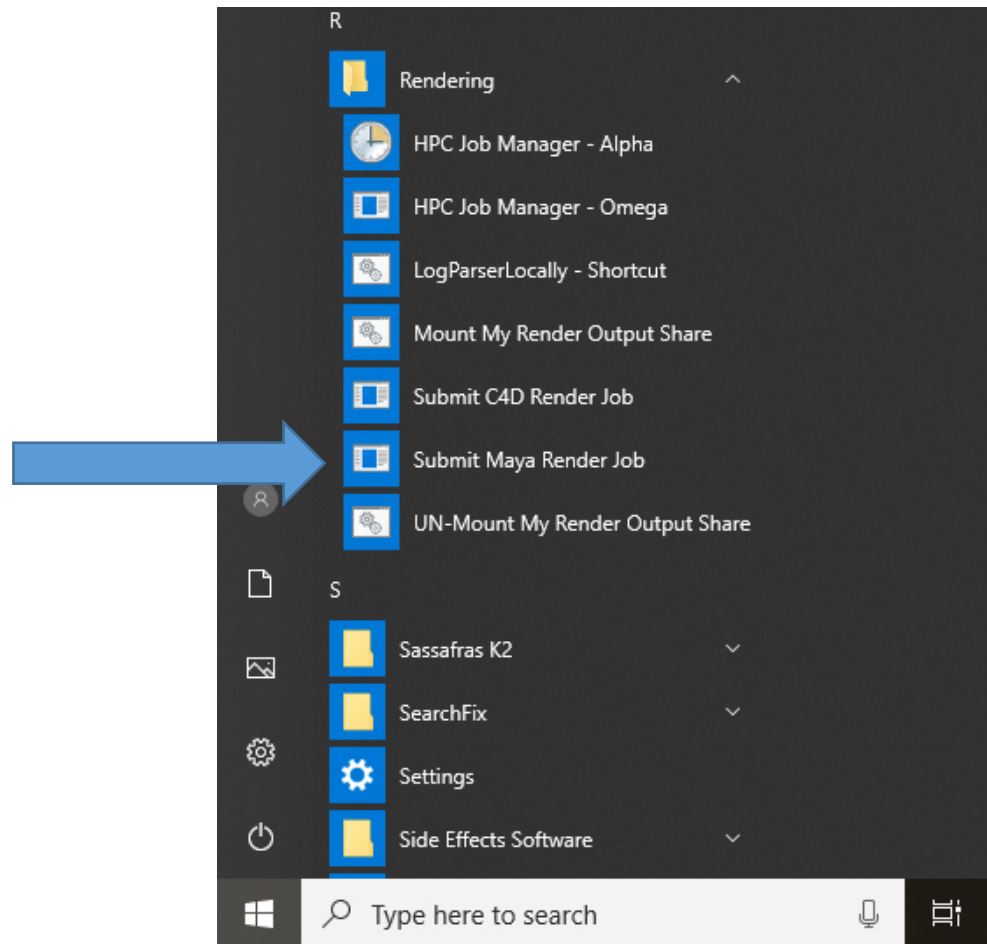 R
Rendering
HPC Job Manager - Alpha
HPC Job Manager - Omega
LogParserLocally - Shortcut
Mount My Render Output Share
Submit C4D Render Job
Submit Maya Render Job
UN-Mount My Render Output Share
S
Sassafras K2
SearchFix
Settings
Side Effects Software
Type here to search